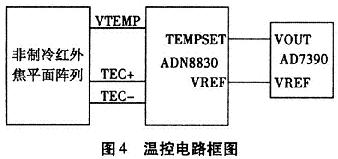 VTEMP
非制冷红外
焦平面阵列
TEC+
TEC-
TEMPSET
ADN8830
VREF
VOUT
AD7390
VREF
图4 温控电路框图